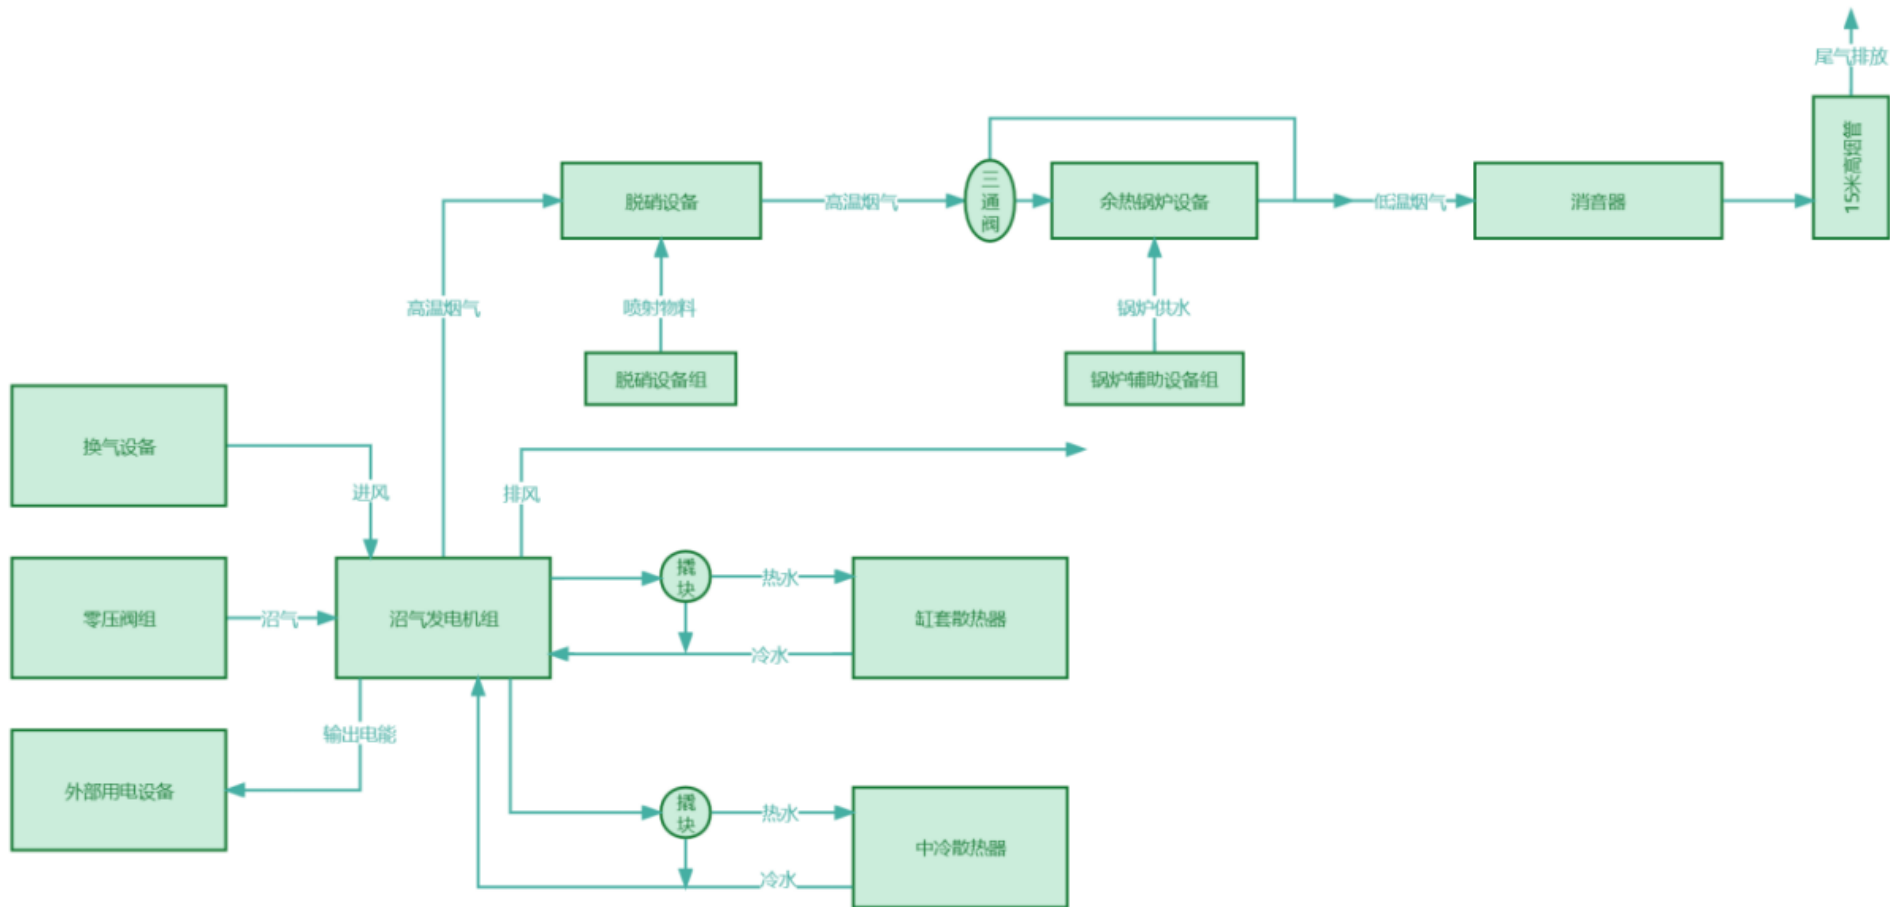 尾气排放
15米高烟管
脱硝设备
高温烟气
三
通
阀
余热锅炉设备
低温烟气
消音器
高温烟气
喷射物料
锅炉供水
脱硝设备组
锅炉辅助设备组
换气设备
进风
排风
零压阀组
沼气
沼气发电机组
撬
块
热水
缸套散热器
冷水
输出电能
外部用电设备
撬
块
热水
中冷散热器
冷水